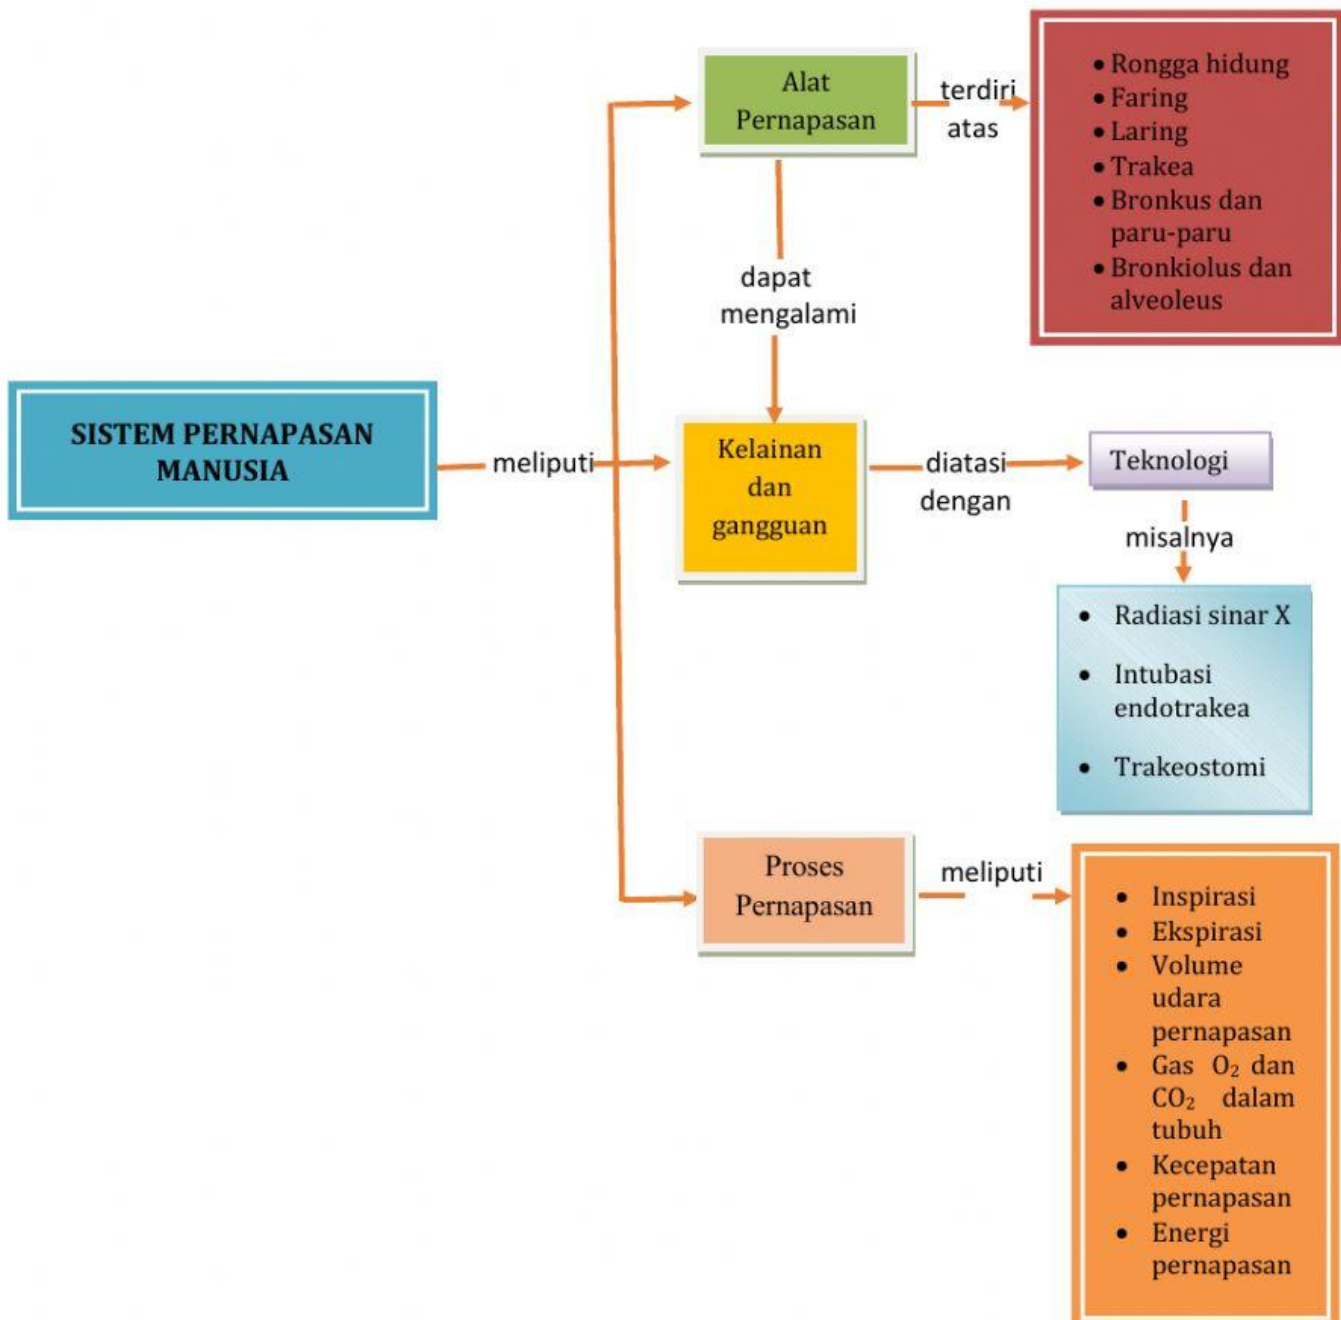 SISTEM PERNAPASAN
MANUSIA
meliputi
Alat
Pernapasan
terdiri
atas
• Rongga hidung
• Faring
• Laring
• Trakea
• Bronkus dan
paru-paru
• Bronkiolus dan
alveoleus
dapat
mengalami
Kelainan
dan
gangguan
diatasi
dengan
Teknologi
misalnya
• Radiasi sinar X
• Intubasi
endotrakea
• Trakeostomi
Proses
Pernapasan
meliputi
• Inspirasi
• Ekspirasi
• Volume
udara
pernapasan
• Gas O₂ dan
CO₂ dalam
tubuh
• Kecepatan
pernapasan
• Energi
pernapasan